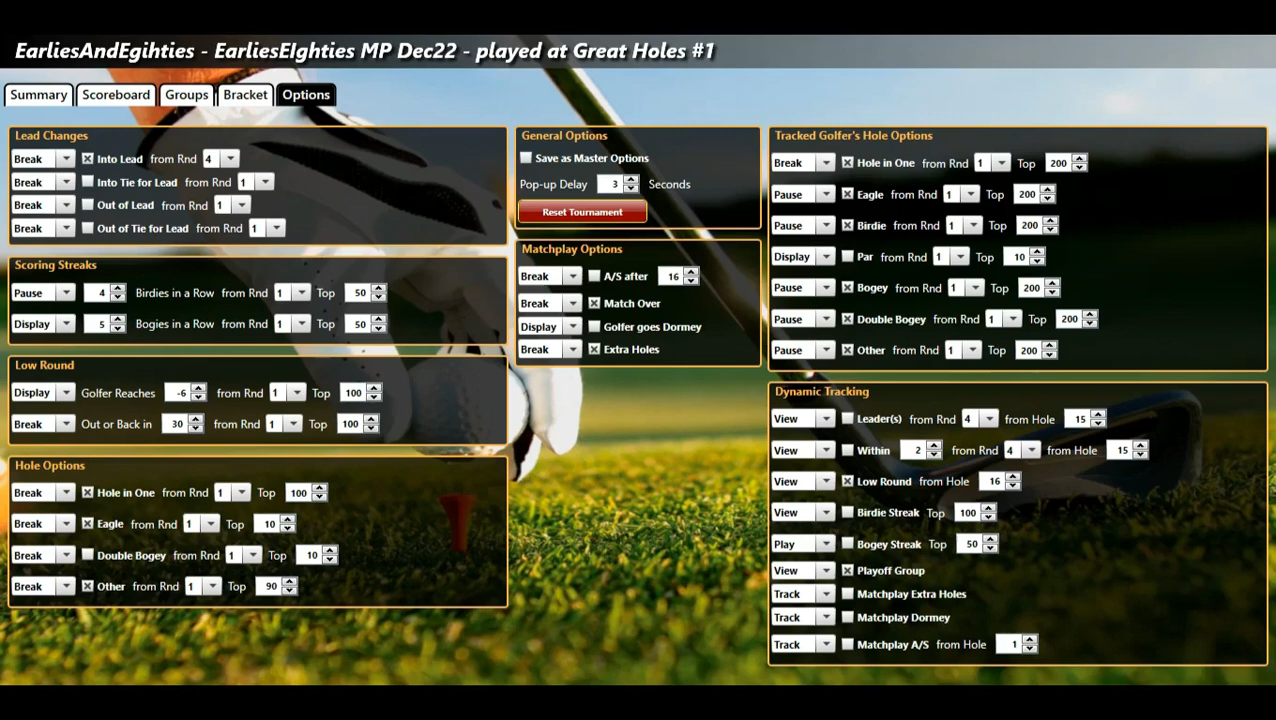 EarliesAndEgihties - EarliesEIghties MP Dec22 - played at Great Holes #1
Summary Scoreboard Groups Bracket Options
Lead Changes
Break Into Lead from Rnd 4
Break Into Tie for Lead from Rnd 1
Break Out of Lead from Rnd 1
Break Out of Tie for Lead from Rnd 1
Scoring Streaks
Pause 4 Birdies in a Row from Rnd 1 Top 50
Display 5 Bogies in a Row from Rnd 1 Top 50
Low Round
Display Golfer Reaches -6 from Rnd 1 Top 100
Break Out or Back in 30 from Rnd 1 Top 100
Hole Options
Break Hole in One from Rnd 1 Top 100
Break Eagle from Rnd 1 Top 10
Break Double Bogey from Rnd 1 Top 10
Break Other from Rnd 1 Top 90
General Options
Save as Master Options
Pop-up Delay 3 Seconds
Reset Tournament
Matchplay Options
Break A/S after 16
Break Match Over
Display Golfer goes Dormey
Break Extra Holes
Tracked Golfer's Hole Options
Break Hole in One from Rnd 1 Top 200
Pause Eagle from Rnd 1 Top 200
Pause Birdie from Rnd 1 Top 200
Display Par from Rnd 1 Top 10
Pause Bogey from Rnd 1 Top 200
Pause Double Bogey from Rnd 1 Top 200
Pause Other from Rnd 1 Top 200
Dynamic Tracking
View Leader(s) from Rnd 4 from Hole 15
View Within 2 from Rnd 4 from Hole 15
View Low Round from Hole 16
View Birdie Streak Top 100
Play Bogey Streak Top 50
View Playoff Group
Track Matchplay Extra Holes
Track Matchplay Dormey
Track Matchplay A/S from Hole 1